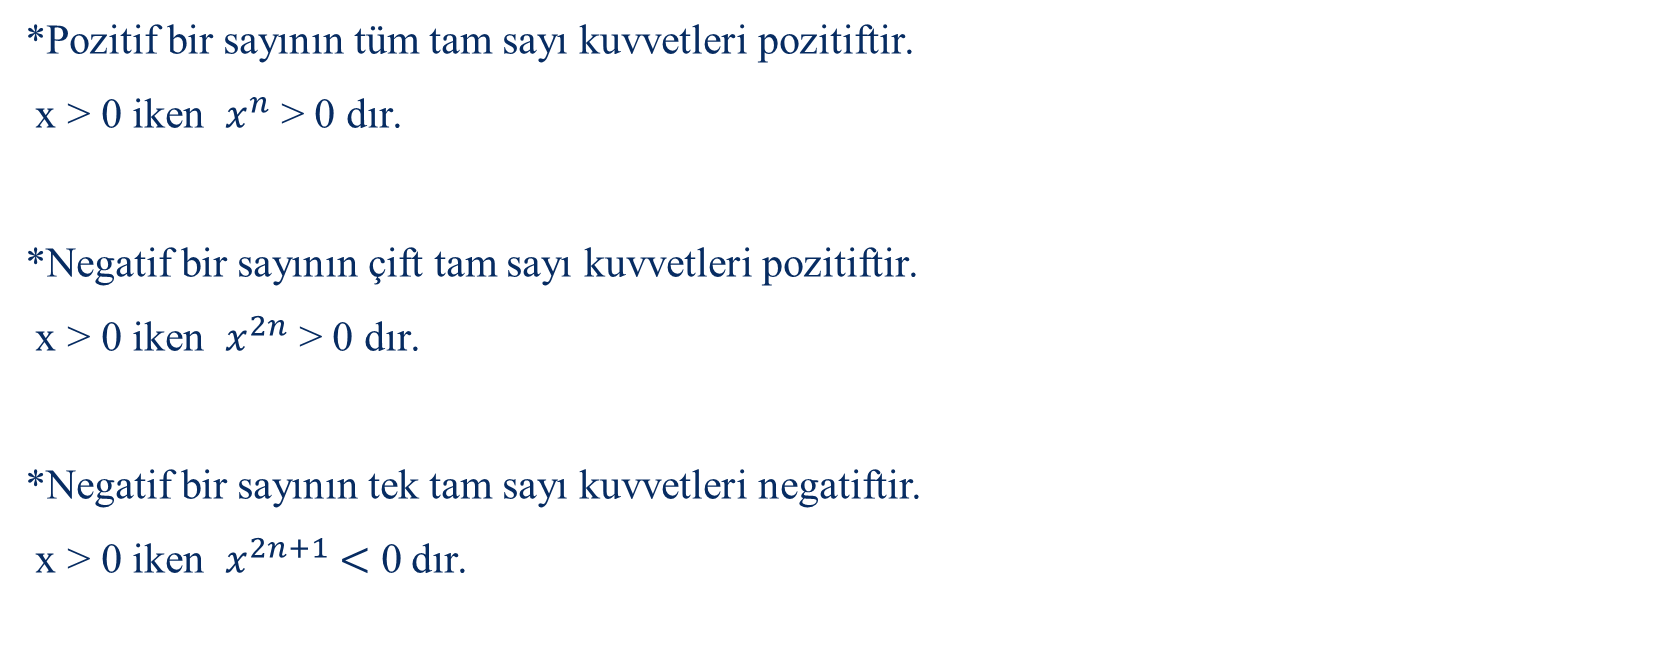 *Pozitif bir sayının tüm tam sayı kuvvetleri pozitiftir.
x > 0 iken xⁿ > 0 dır.
*Negatif bir sayının çift tam sayı kuvvetleri pozitiftir.
x > 0 iken x²ⁿ > 0 dır.
*Negatif bir sayının tek tam sayı kuvvetleri negatiftir.
x > 0 iken x²ⁿ⁺¹ < 0 dır.